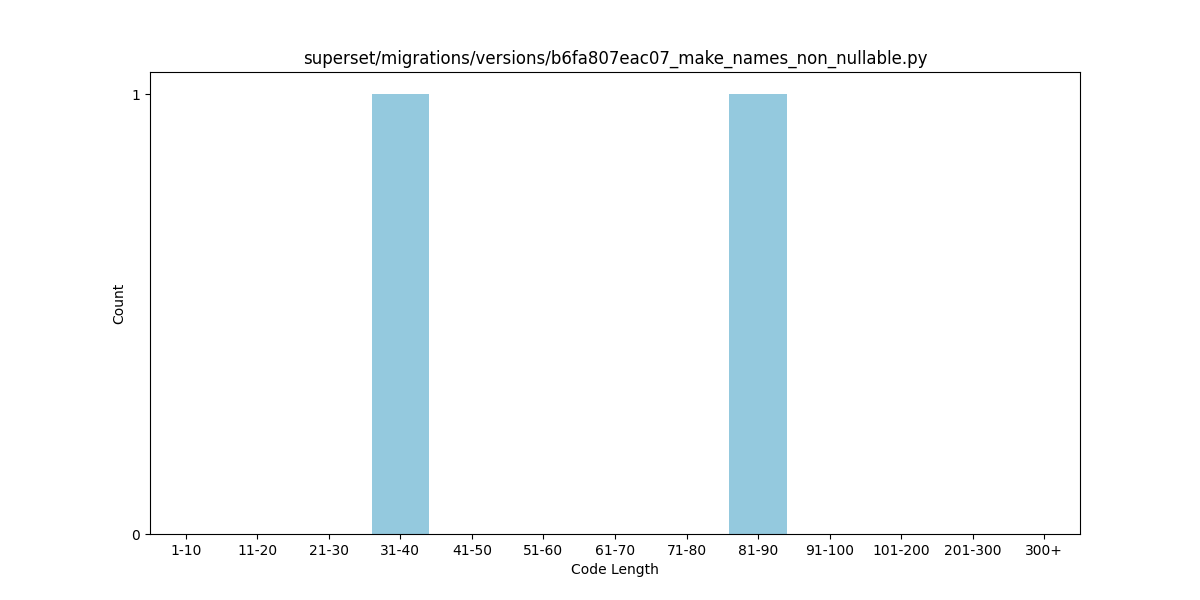 superset/migrations/versions/b6fa807eac07_make_names_non_nullable.py
1
Count
0
1-10 11-20 21-30 31-40 41-50 51-60 61-70 71-80 81-90 91-100 101-200 201-300 300+
Code Length